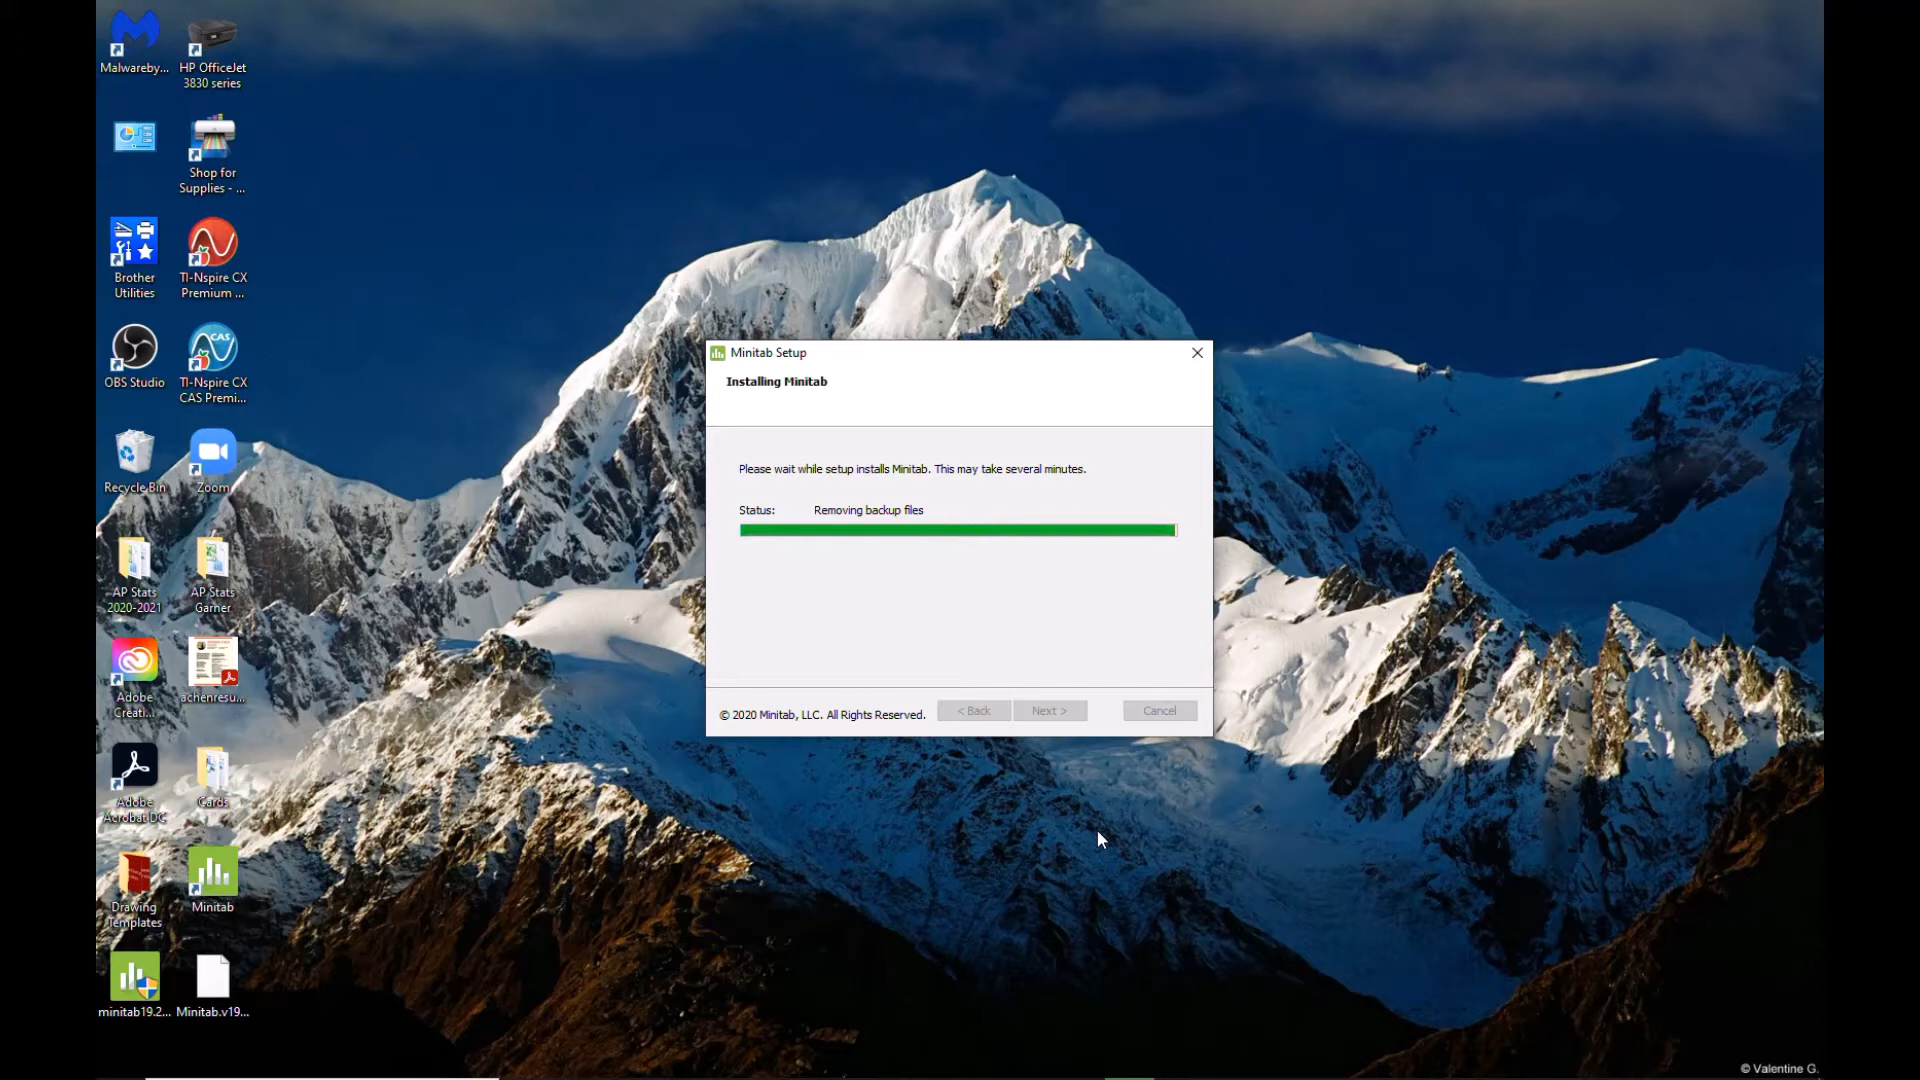 Malwareby...
HP OfficeJet
3830 series
Shop for
Supplies - ...
Brother
Utilities
TI-Nspire CX
Premium ...
OBS Studio
CAS
TI-Nspire CX
CAS Premi...
Recycle Bin
Zoom
AP Stats
2020-2021
AP Stats
Garner
Adobe
Creati...
achenresu...
Adobe
Acrobat DC
Cards
Drawing
Templates
Minitab
minitab19.2...
Minitab.v19...
Minitab Setup
Installing Minitab
Please wait while setup installs Minitab. This may take several minutes.
Status: Removing backup files
© 2020 Minitab, LLC. All Rights Reserved.
< Back
Next >
Cancel
© Valentine G.